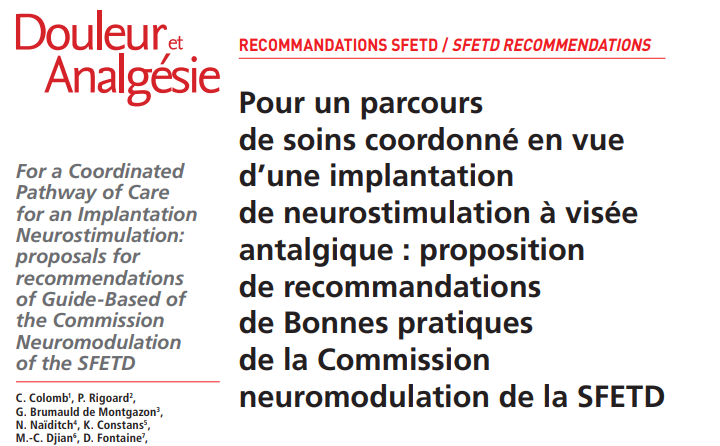 Douleur et
Analgésie
RECOMMANDATIONS SFETD / SFETD RECOMMENDATIONS
Pour un parcours
de soins coordonné en vue
d’une implantation
de neurostimulation à visée
antalgique : proposition
de recommandations
de Bonnes pratiques
de la Commission
neuromodulation de la SFETD
For a Coordinated
Pathway of Care
for an Implantation
Neurostimulation:
proposals for
recommendations
of Guide-Based of
the Commission
Neuromodulation
of the SFETD
C. Colomb¹, P. Rigoard²,
G. Brumauld de Montgazon³,
N. Naïditch⁴, K. Constans⁵,
M.-C. Djian⁶, D. Fontaine⁷,